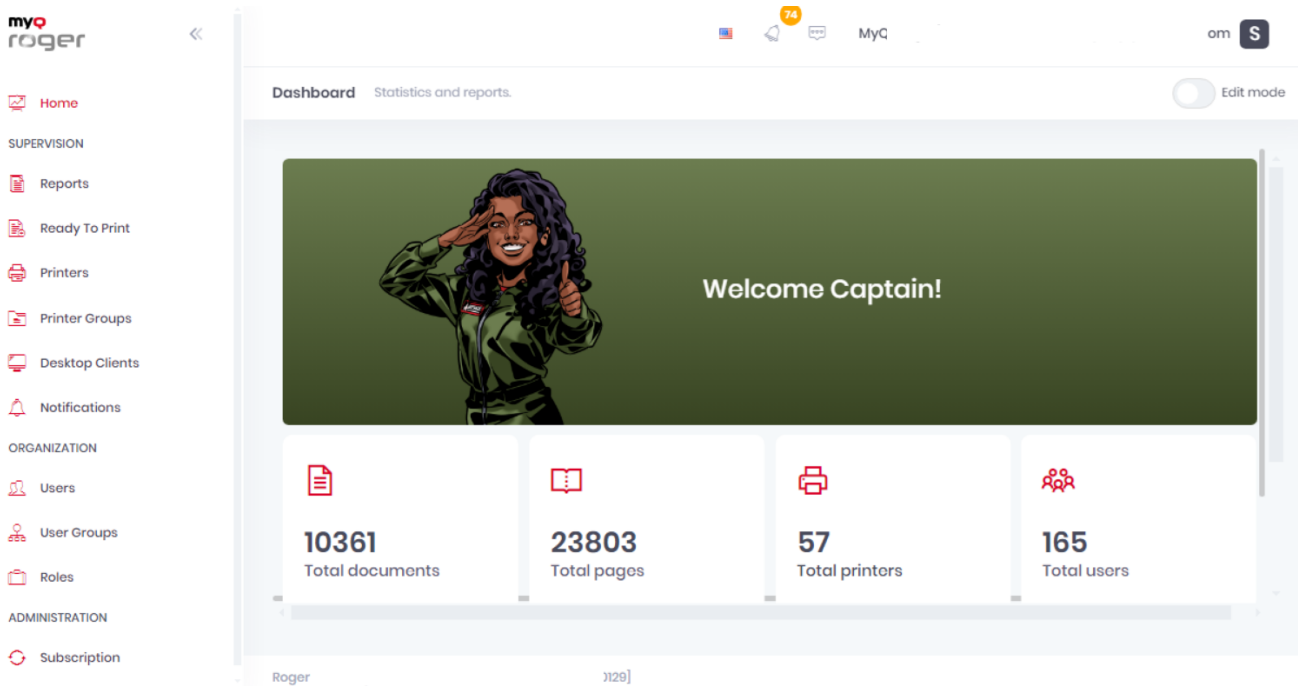 myQ
roger
74
MyQ
om
S
Dashboard
Statistics and reports.
Edit mode
Home
SUPERVISION
Reports
Ready To Print
Printers
Printer Groups
Desktop Clients
Notifications
ORGANIZATION
Users
User Groups
Roles
ADMINISTRATION
Subscription
Welcome Captain!
10361
Total documents
23803
Total pages
57
Total printers
165
Total users
Roger
0129]